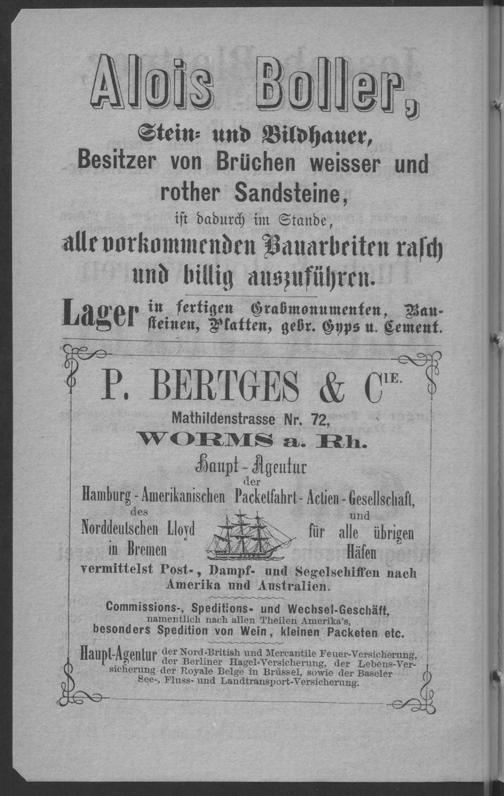 Alois Boller,
Stein- und Bildhauer,
Besitzer von Brüchen weisser und
rother Sandsteine,
ist dadurch im Stande,
alle vorkommenden Bauarbeiten rasch
und billig auszuführen.
Lager in fertigen Grabmonumenten, Bau-
steinen, Platten, gebr. Gyps u. Cement.
P. BERTGES & CIE.
Mathildenstrasse Nr. 72,
WORMS a. Rh.
Haupt-Agentur
der
Hamburg-Amerikanischen Packetfahrt-Actien-Gesellschaft,
des
Norddeutschen Lloyd
in Bremen
und
für alle übrigen
Häfen
vermittelst Post-, Dampf- und Segelschiffen nach
Amerika und Australien.
Commissions-, Speditions- und Wechsel-Geschäft,
namentlich nach allen Theilen Amerika's,
besonders Spedition von Wein, kleinen Packeten etc.
Haupt-Agentur der Nord-British und Mercantile Feuer-Versicherung,
der Berliner Hagel-Versicherung, der Lebens-Ver-
sicherung der Royale Belge in Brüssel, sowie der Baseler
See-, Fluss- und Landtransport-Versicherung.